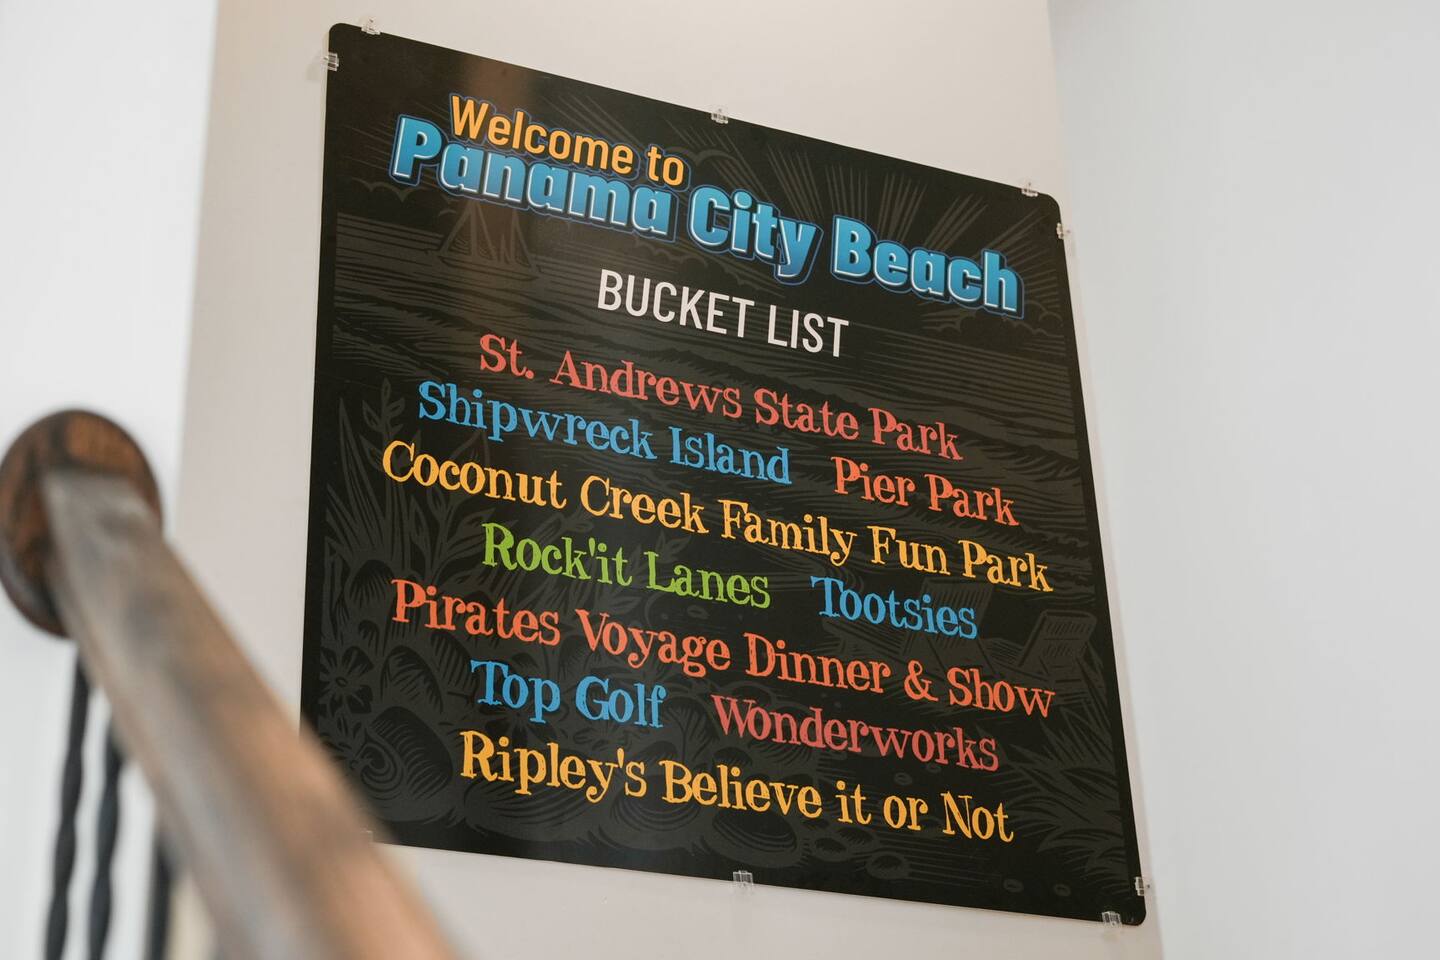 Welcome to
Panama City Beach
BUCKET LIST
St. Andrews State Park
Shipwreck Island Pier Park
Coconut Creek Family Fun Park
Rock'it Lanes Tootsies
Pirates Voyage Dinner & Show
Top Golf Wonderworks
Ripley's Believe it or Not